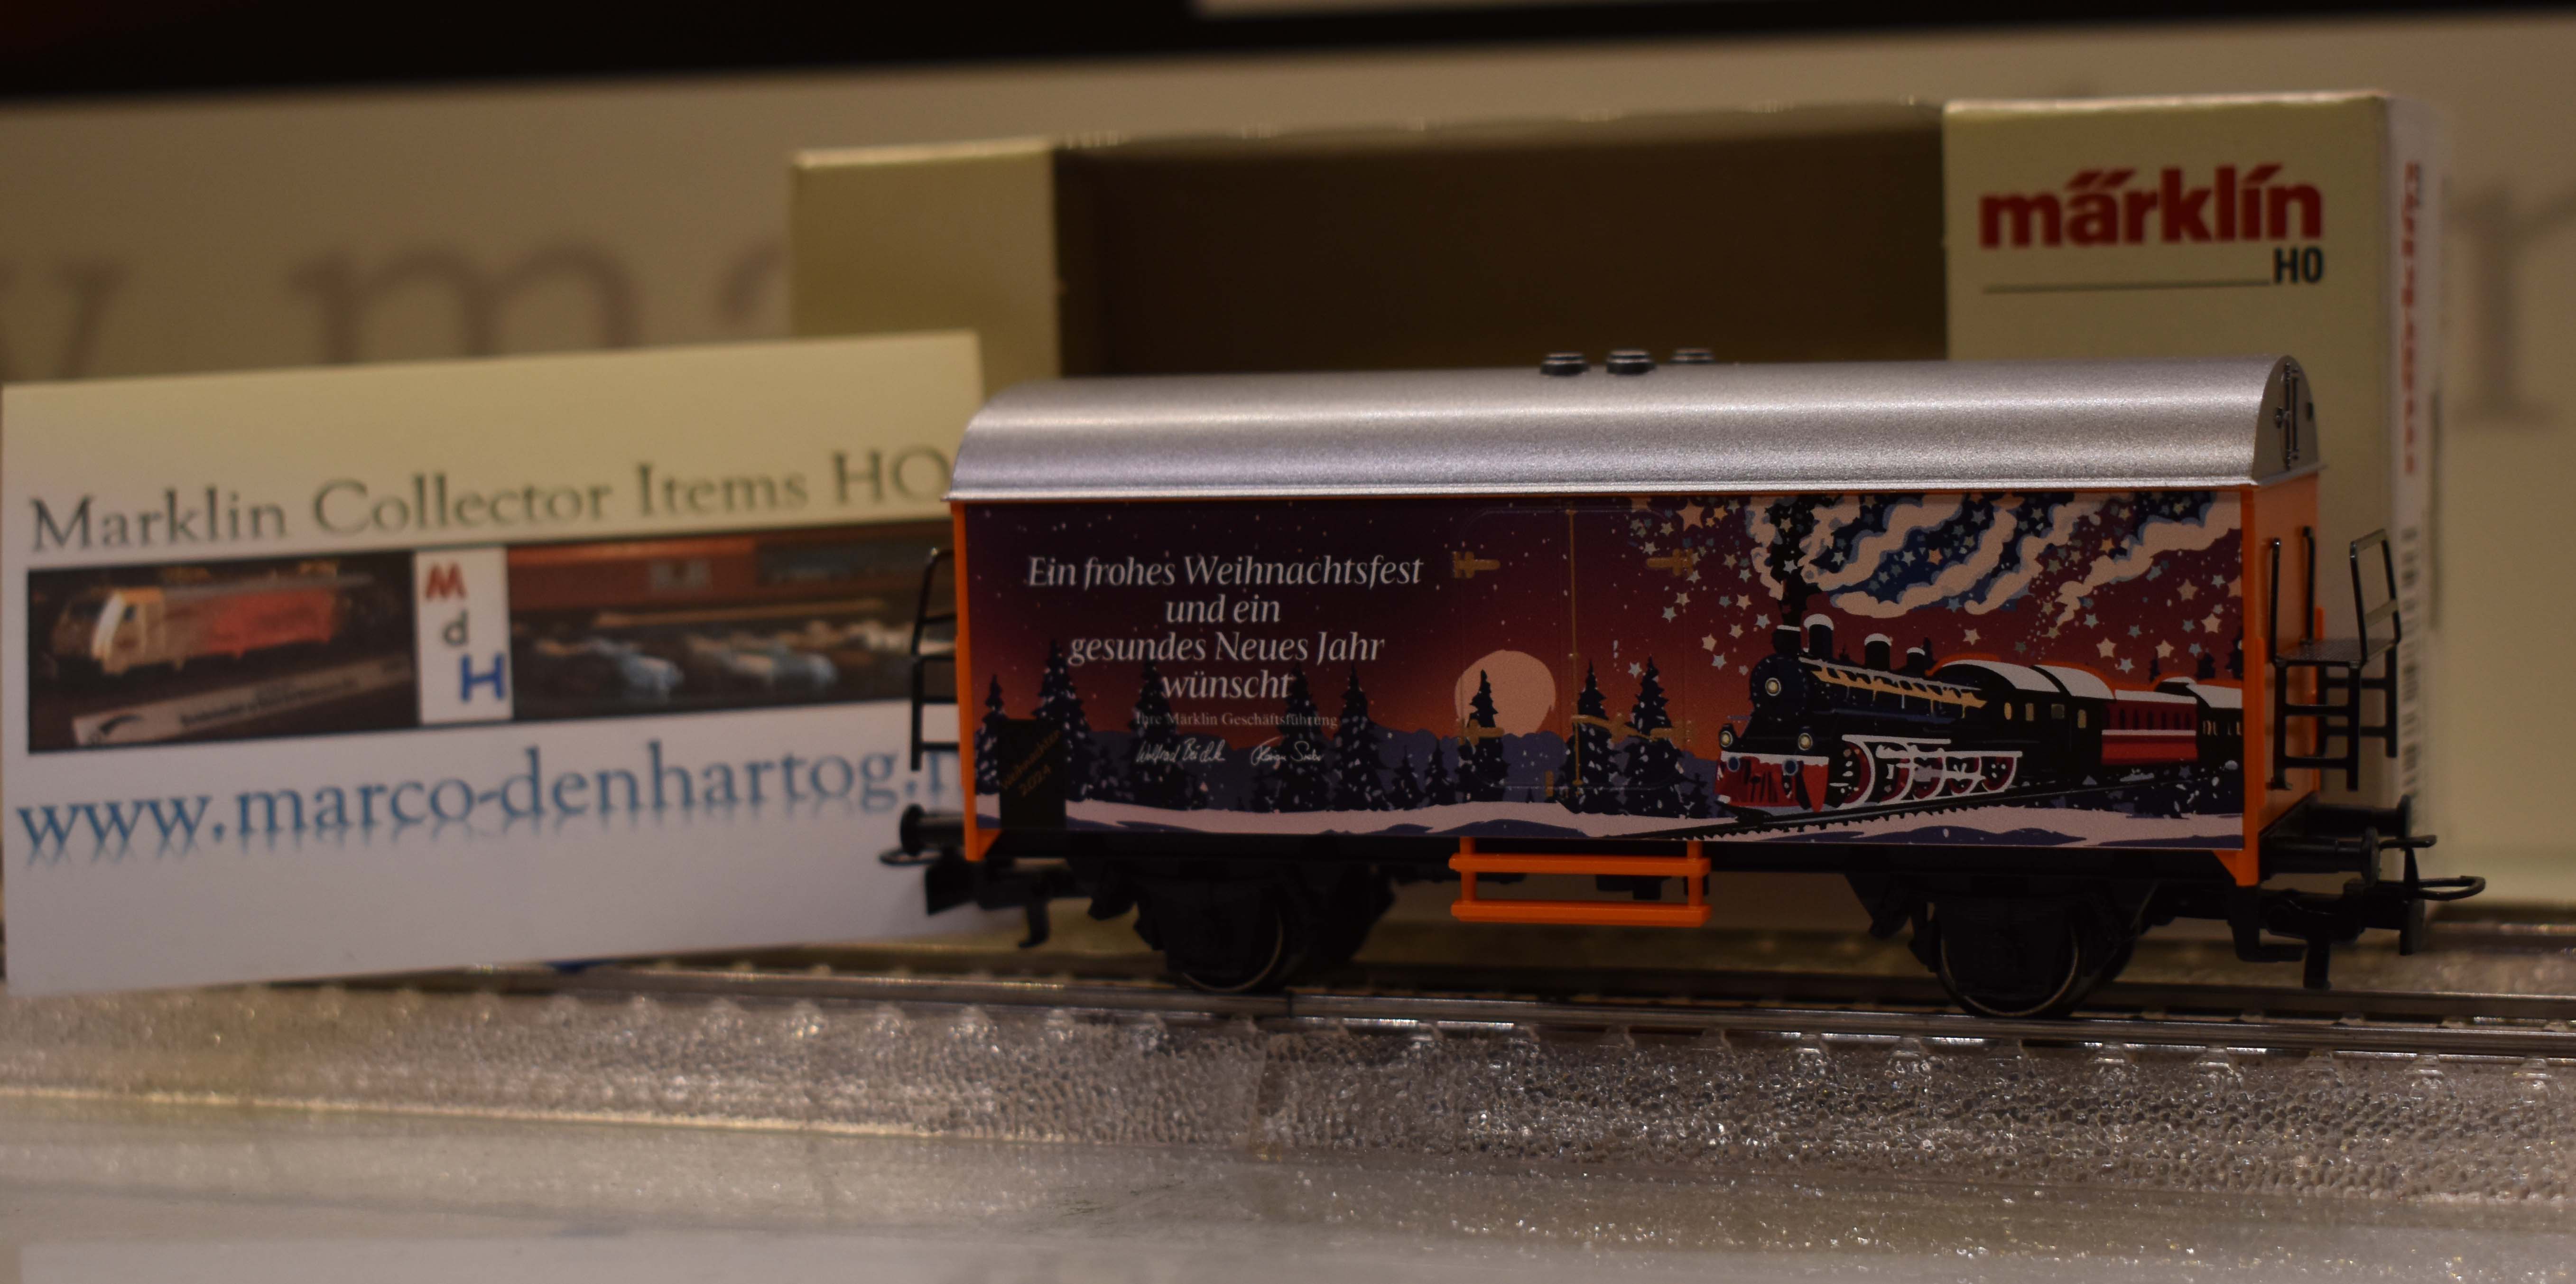 märklin
H0
Marklin Collector Items HO
M
d
H
www.marco-denhartog.n
Ein frohes Weihnachtsfest
und ein
gesundes Neues Jahr
wünscht
Ihre Märklin Geschäftsführung